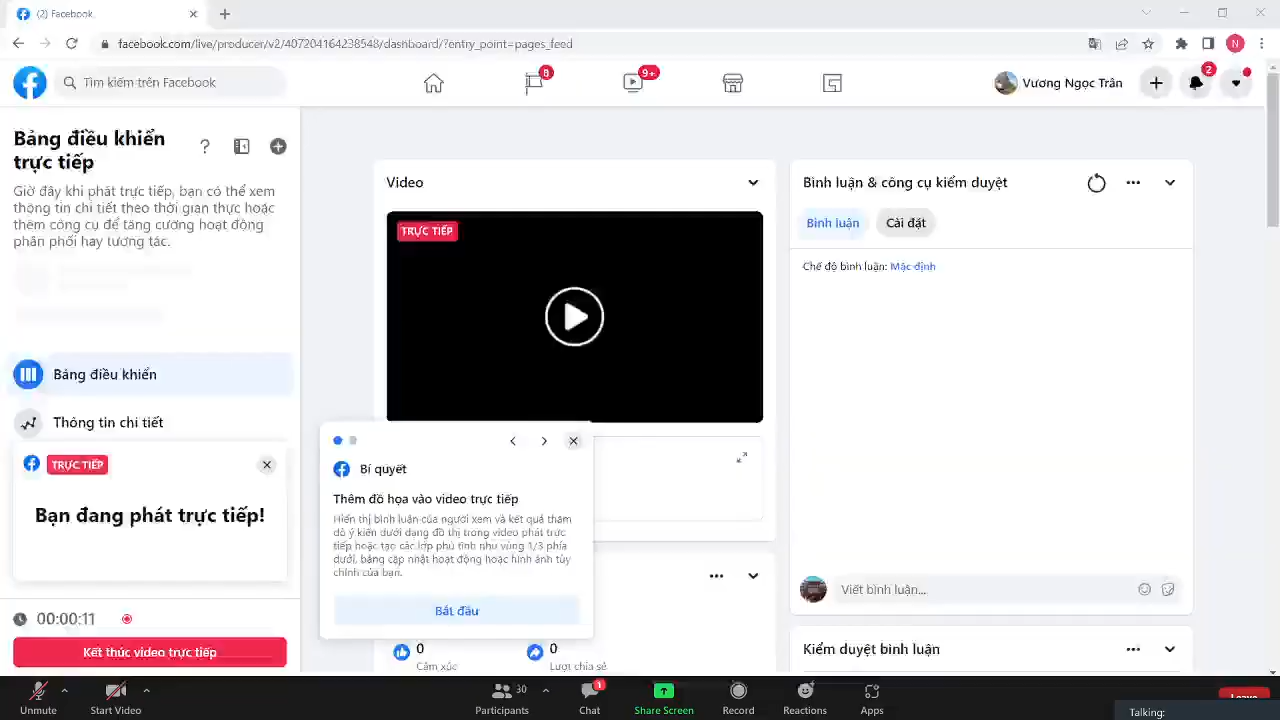 (2) Facebook
facebook.com/live/producer/v2/407204164238548/dashboard/?entry_point=pages_feed
N
Tìm kiếm trên Facebook
8
9+
Vương Ngọc Trân
2
Bảng điều khiển
trực tiếp
Giờ đây khi phát trực tiếp, bạn có thể xem
thông tin chi tiết theo thời gian thực hoặc
thêm công cụ để tăng cường hoạt động
phân phối hay tương tác.
Bảng điều khiển
Thông tin chi tiết
TRỰC TIẾP
Bạn đang phát trực tiếp!
00:00:11
Kết thúc video trực tiếp
Video
TRỰC TIẾP
Bí quyết
Thêm đồ họa vào video trực tiếp
Hiển thị bình luận của người xem và kết quả thăm
dò ý kiến dưới dạng đồ thị trong video phát trực
tiếp hoặc tạo các lớp phủ tĩnh như vùng 1/3 phía
dưới, bảng cập nhật hoạt động hoặc hình ảnh tùy
chỉnh của bạn.
Bắt đầu
0
Cảm xúc
0
Lượt chia sẻ
Bình luận & công cụ kiểm duyệt
Bình luận
Cài đặt
Chế độ bình luận: Mặc định
Viết bình luận...
Kiểm duyệt bình luận
Unmute
Start Video
Participants
30
Chat
1
Share Screen
Record
Reactions
Apps
Leave
Talking: